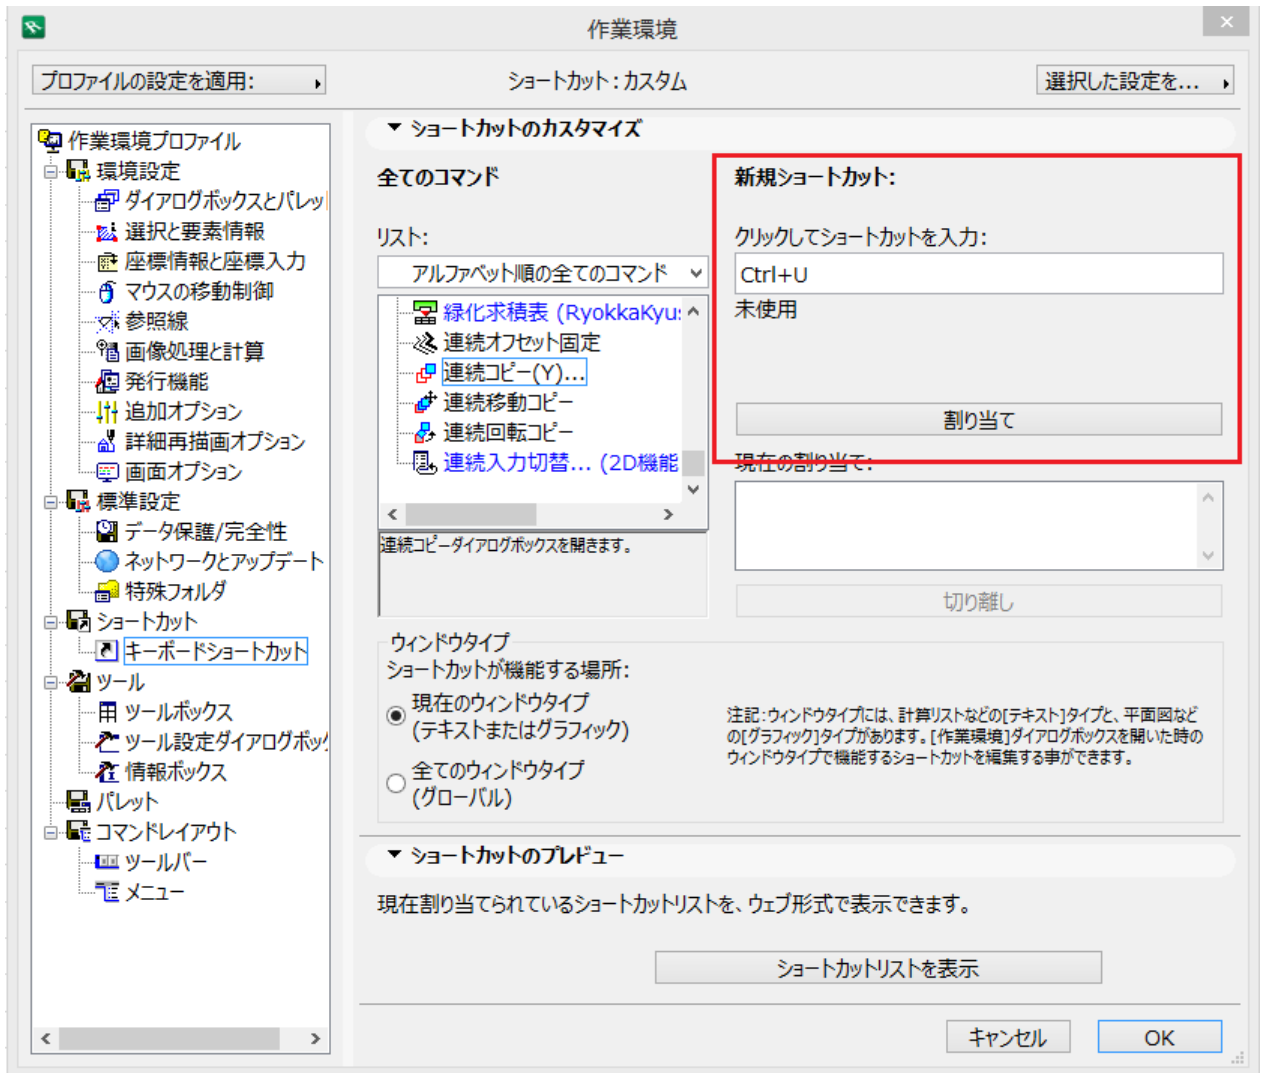 作業環境
プロファイルの設定を適用:
ショートカット : カスタム
選択した設定を...
作業環境プロファイル
環境設定
ダイアログボックスとパレッ
選択と要素情報
座標情報と座標入力
マウスの移動制御
参照線
画像処理と計算
発行機能
追加オプション
詳細再描画オプション
画面オプション
標準設定
データ保護/完全性
ネットワークとアップデート
特殊フォルダ
ショートカット
キーボードショートカット
ツール
ツールボックス
ツール設定ダイアログボッ
情報ボックス
パレット
コマンドレイアウト
ツールバー
メニュー
ショートカットのカスタマイズ
全てのコマンド
リスト:
アルファベット順の全てのコマンド
緑化求積表 (RyokkaKyu
連続オフセット固定
連続コピー(Y)...
連続移動コピー
連続回転コピー
連続入力切替... (2D機能
連続コピーダイアログボックスを開きます。
新規ショートカット:
クリックしてショートカットを入力:
Ctrl+U
未使用
割り当て
現在の割り当て:
切り離し
ウィンドウタイプ
ショートカットが機能する場所:
現在のウィンドウタイプ
(テキストまたはグラフィック)
全てのウィンドウタイプ
(グローバル)
注記:ウィンドウタイプには、計算リストなどの[テキスト]タイプと、平面図など
の[グラフィック]タイプがあります。[作業環境]ダイアログボックスを開いた時の
ウィンドウタイプで機能するショートカットを編集する事ができます。
ショートカットのプレビュー
現在割り当てられているショートカットリストを、ウェブ形式で表示できます。
ショートカットリストを表示
キャンセル
OK